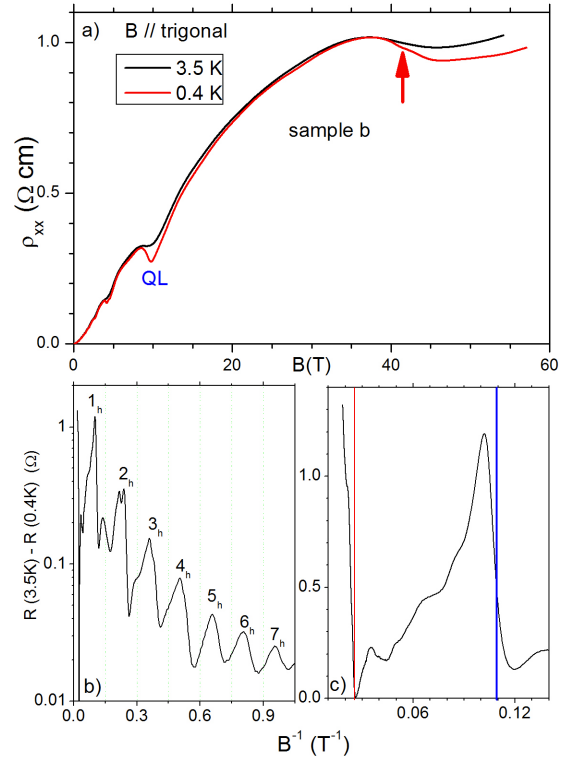 a)
B // trigonal
3.5 K
0.4 K
sample b
QL
ρxx (Ω cm)
1.0
0.5
0.0
0
20
40
60
B(T)
b)
1h
2h
3h
4h
5h
6h
7h
R (3.5K) - R (0.4K) (Ω)
1
0.1
0.01
0.0
0.3
0.6
0.9
c)
1.0
0.5
0.0
0.06
0.12
B-1 (T-1)